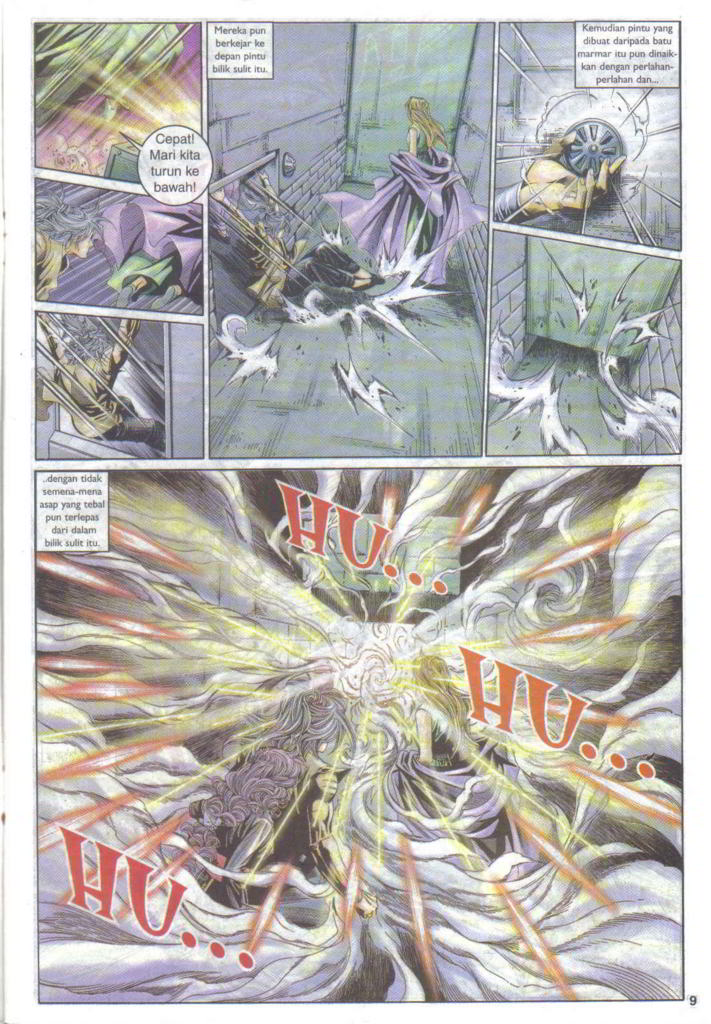 Cepat!
Mari kita
turun ke
bawah!
Mereka pun
berkejar ke
depan pintu
bilik sulit itu.
Kemudian pintu yang
dibuat daripada batu
marmar itu pun dinaik-
kan dengan perlahan-
perlahan dan...
..dengan tidak
semena-mena
asap yang tebal
pun terlepas
dari dalam
bilik sulit itu.
HU...
HU...
HU...
9